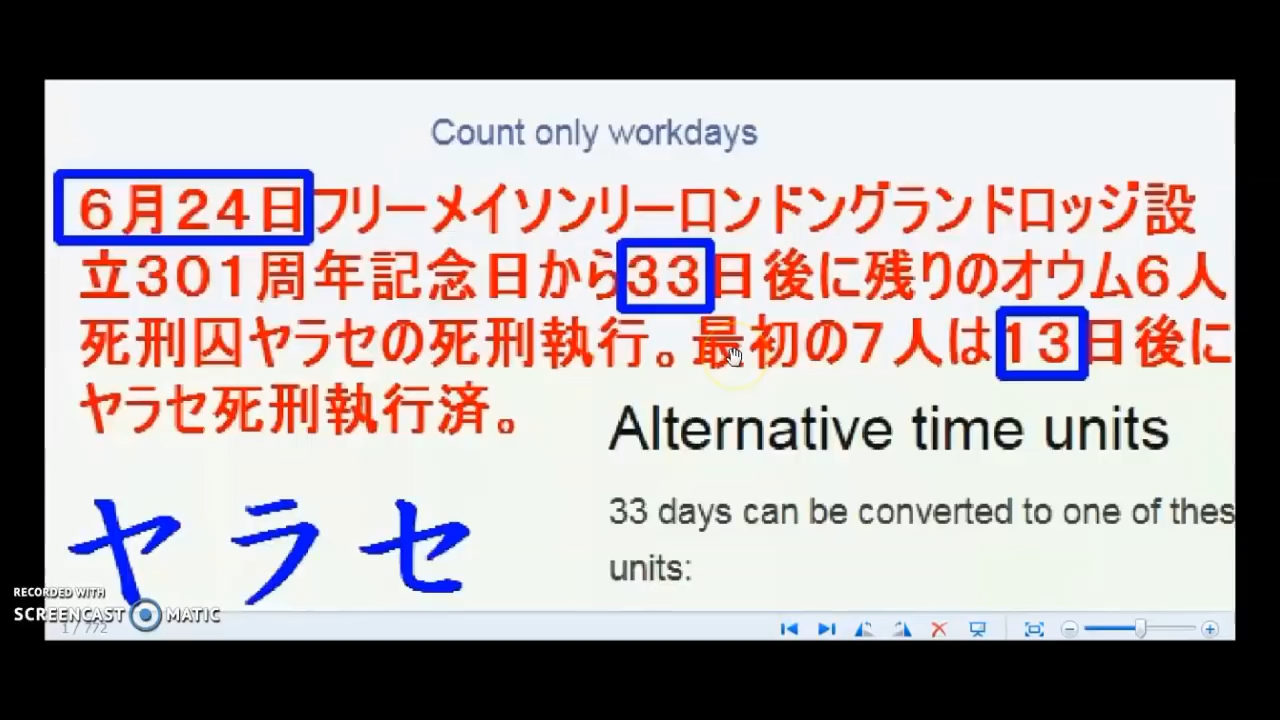 Count only workdays
６月２４日フリーメイソンリーロンドングランドロッジ設
立３０１周年記念日から３３日後に残りのオウム６人
死刑囚ヤラセの死刑執行。最初の７人は１３日後に
ヤラセ死刑執行済。
Alternative time units
33 days can be converted to one of thes
units:
ヤラセ
RECORDED WITH
SCREENCAST MATIC
1 / 772